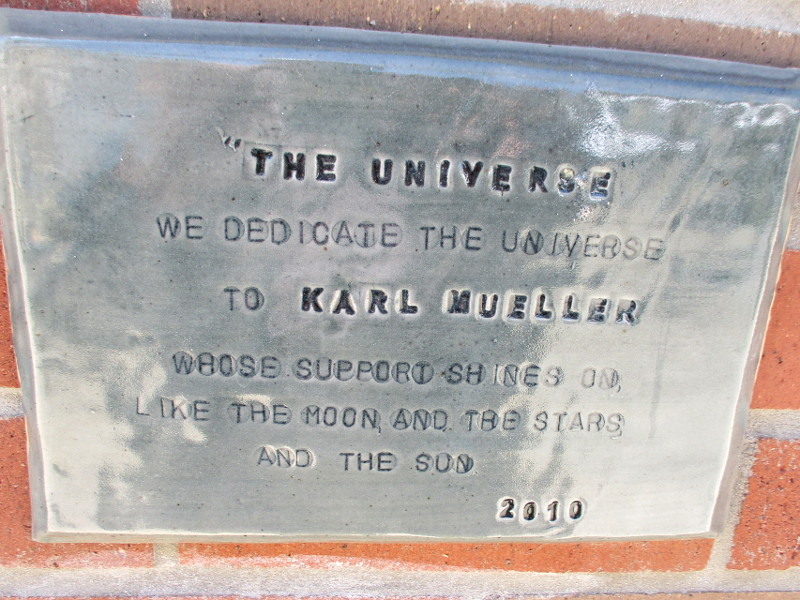 "THE UNIVERSE"
WE DEDICATE THE UNIVERSE
TO KARL MUELLER
WHOSE SUPPORT SHINES ON,
LIKE THE MOON, AND THE STARS
AND THE SUN
2010